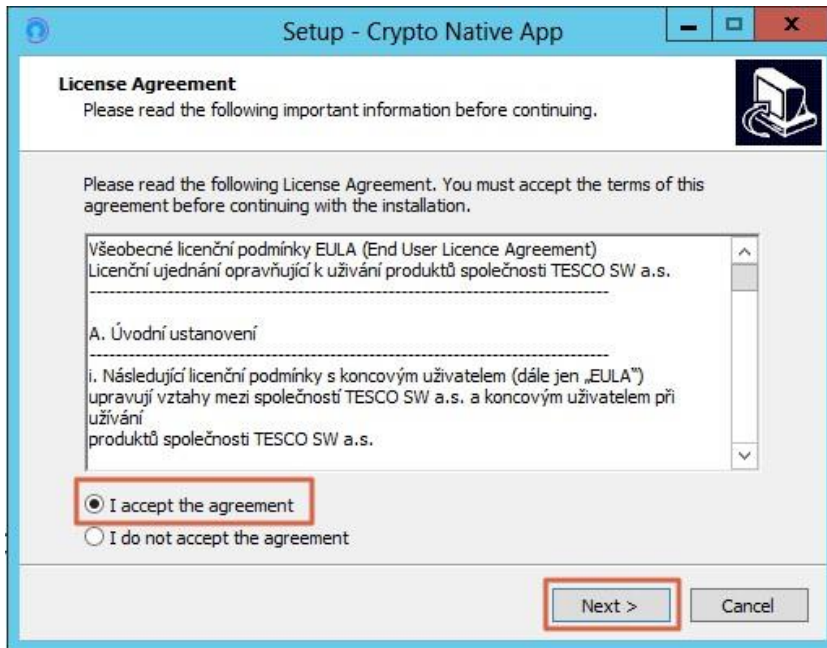 Setup - Crypto Native App
License Agreement
Please read the following important information before continuing.
Please read the following License Agreement. You must accept the terms of this
agreement before continuing with the installation.
Všeobecné licenční podmínky EULA (End User Licence Agreement)
Licenční ujednání opravňující k užívání produktů společnosti TESCO SW a.s.
--------------------------------------------------------------------------
A. Úvodní ustanovení
--------------------------------------------------------------------------
i. Následující licenční podmínky s koncovým uživatelem (dále jen „EULA“)
upravují vztahy mezi společností TESCO SW a.s. a koncovým uživatelem při
užívání
produktů společnosti TESCO SW a.s.
I accept the agreement
I do not accept the agreement
Next >
Cancel